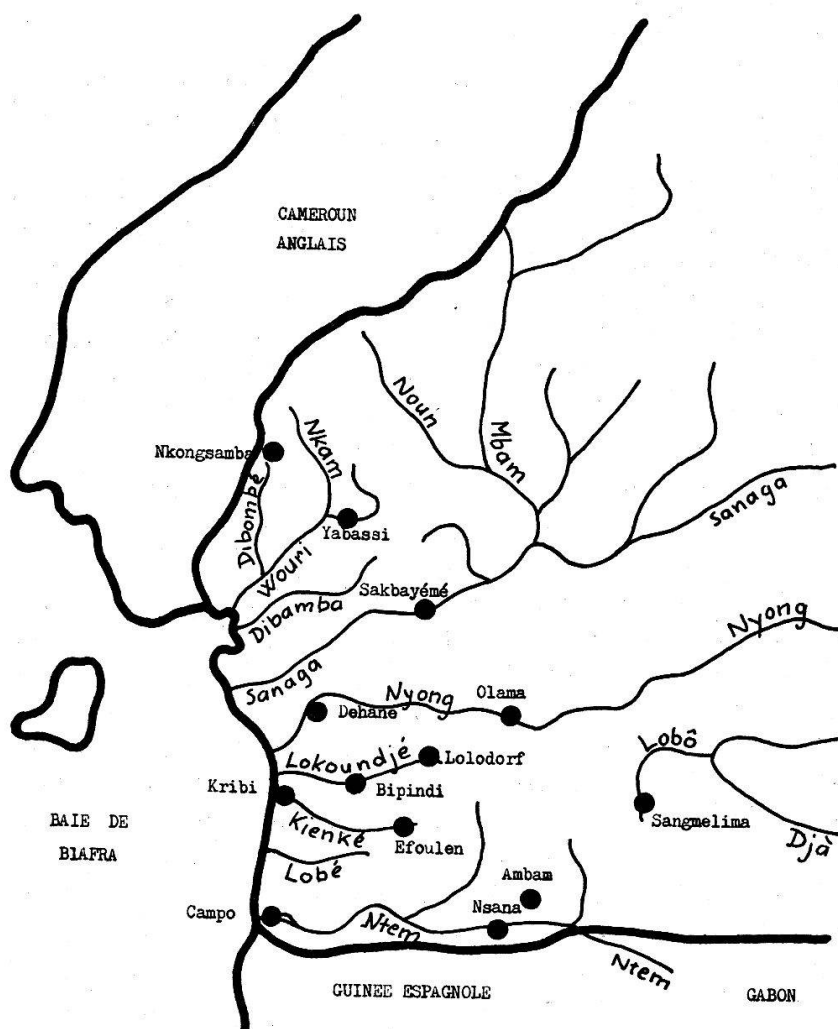 CAMEROUN
ANGLAIS
Noun
Mbam
Nkongsamba
Nkam
Dibombé
Sanaga
Yabassi
Wouri
Sakbayémé
Dibamba
Nyong
Sanaga
Nyong
Olama
Dehane
Lobô
Lokoundjé
Lolodorf
Kribi
Bipindi
BAIE DE
BIAFRA
Kienké
Sangmelima
Efoulen
Djà
Lobé
Ambam
Campo
Nsana
Ntem
Ntem
GUINEE ESPAGNOLE
GABON